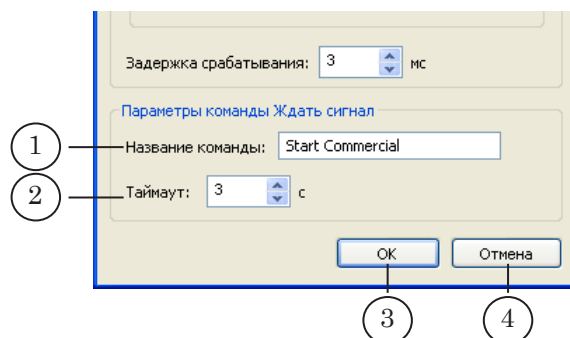 Задержка срабатывания: 3 мс
Параметры команды Ждать сигнал
1 Название команды: Start Commercial
2 Таймаут: 3 с
ОК Отмена
3 4